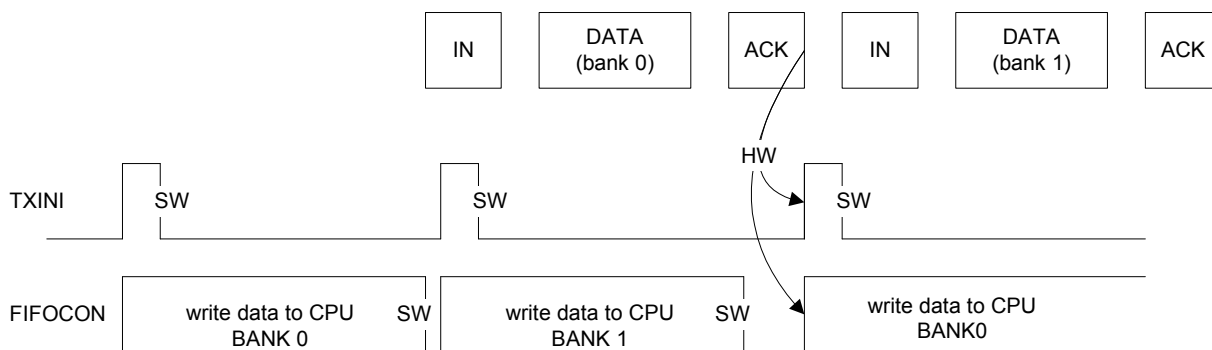 IN
DATA
(bank 0)
ACK
IN
DATA
(bank 1)
ACK
HW
TXINI
SW
SW
SW
FIFOCON
write data to CPU
BANK 0
SW
write data to CPU
BANK 1
SW
write data to CPU
BANK0